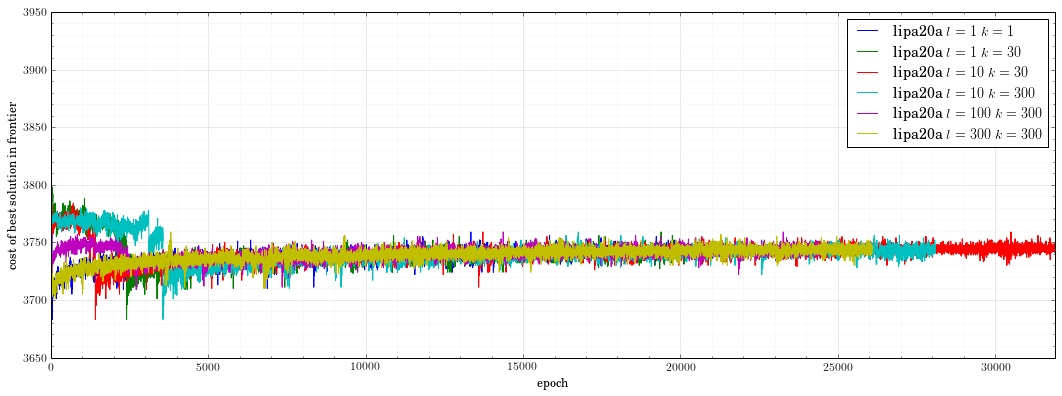 3950
3900
3850
3800
3750
3700
3650
cost of best solution in frontier
0
5000
10000
15000
20000
25000
30000
epoch
lipa20a l = 1 k = 1
lipa20a l = 1 k = 30
lipa20a l = 10 k = 30
lipa20a l = 10 k = 300
lipa20a l = 100 k = 300
lipa20a l = 300 k = 300